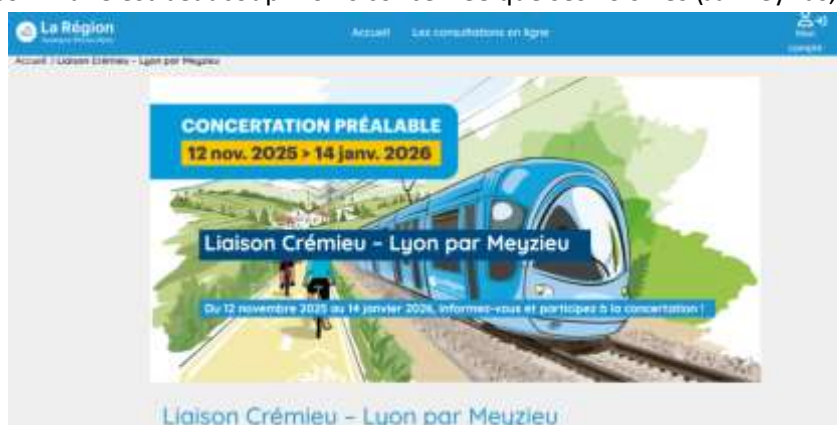 La Région
Accueil Les consultations en ligne
Mon compte
Accueil / Liaison Crémieu - Lyon par Meyzieu
CONCERTATION PRÉALABLE
12 nov. 2025 > 14 janv. 2026
Liaison Crémieu – Lyon par Meyzieu
Du 12 novembre 2025 au 14 janvier 2026, informez-vous et participez à la concertation !
Liaison Crémieu – Lyon par Meyzieu